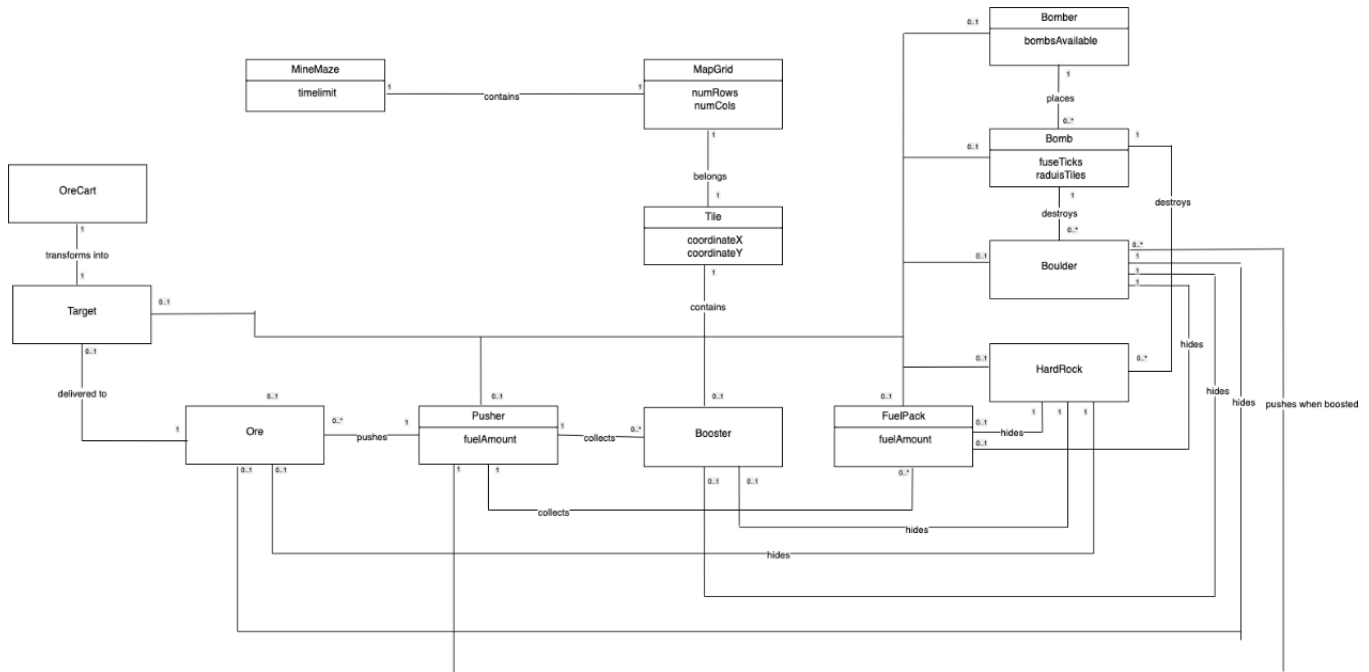 Bomber
0..1
bombsAvailable
MineMaze
MapGrid
timelimit
1
contains
1
numRows
numCols
1
places
0..*
1
0..1
Bomb
1
fuseTicks
raduisTiles
belongs
OreCart
1
destroys
destroys
1
Tile
coordinateX
coordinateY
1
0..*
0..*
transforms into
1
0..1
Boulder
1
1
1
1
Target
0..1
contains
0..1
hides
delivered to
0..1
HardRock
0..*
hides
hides
pushes when boosted
0..1
0..1
0..1
0..1
1
Ore
0..*
pushes
1
Pusher
fuelAmount
1
collects
0..*
Booster
FuelPack
fuelAmount
0..1
0..1
hides
1
1
1
0..1
0..1
1
1
0..1
0..1
0..*
collects
hides
hides